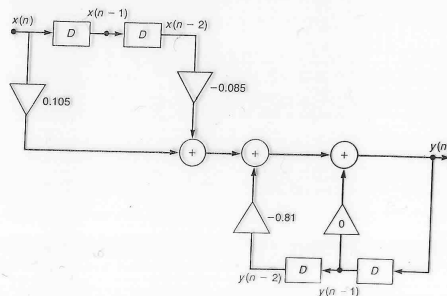 x(n) D x(n − 1) D x(n − 2)
0.105
−0.085
+ + + y(n
−0.81
0
y(n − 2) D y(n − 1) D